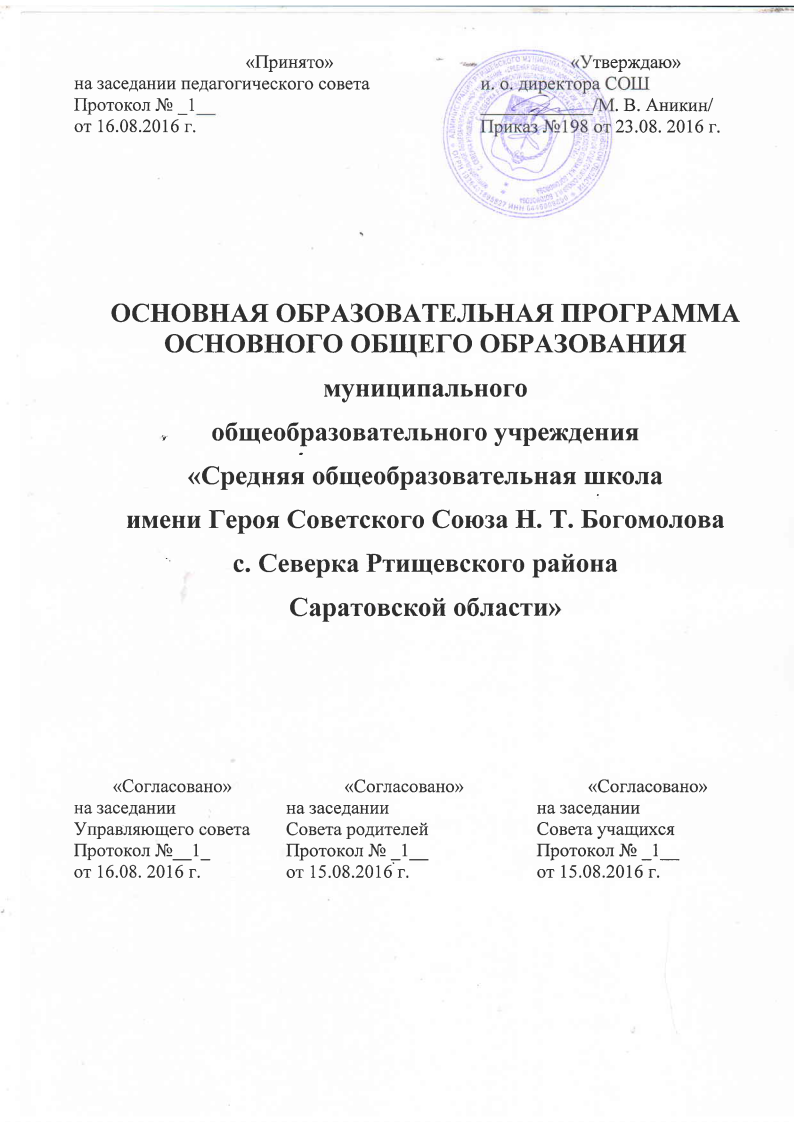 «Принято»
на заседании педагогического совета
Протокол № _1__
от 16.08.2016 г.
«Утверждаю»
и. о. директора СОШ
____________/М. В. Аникин/
Приказ №198 от 23.08. 2016 г.
ОСНОВНАЯ ОБРАЗОВАТЕЛЬНАЯ ПРОГРАММА
ОСНОВНОГО ОБЩЕГО ОБРАЗОВАНИЯ
муниципального
общеобразовательного учреждения
«Средняя общеобразовательная школа
имени Героя Советского Союза Н. Т. Богомолова
с. Северка Ртищевского района
Саратовской области»
«Согласовано»
на заседании
Управляющего совета
Протокол №__1_
от 16.08. 2016 г.
«Согласовано»
на заседании
Совета родителей
Протокол № _1__
от 15.08.2016 г.
«Согласовано»
на заседании
Совета учащихся
Протокол № _1__
от 15.08.2016 г.